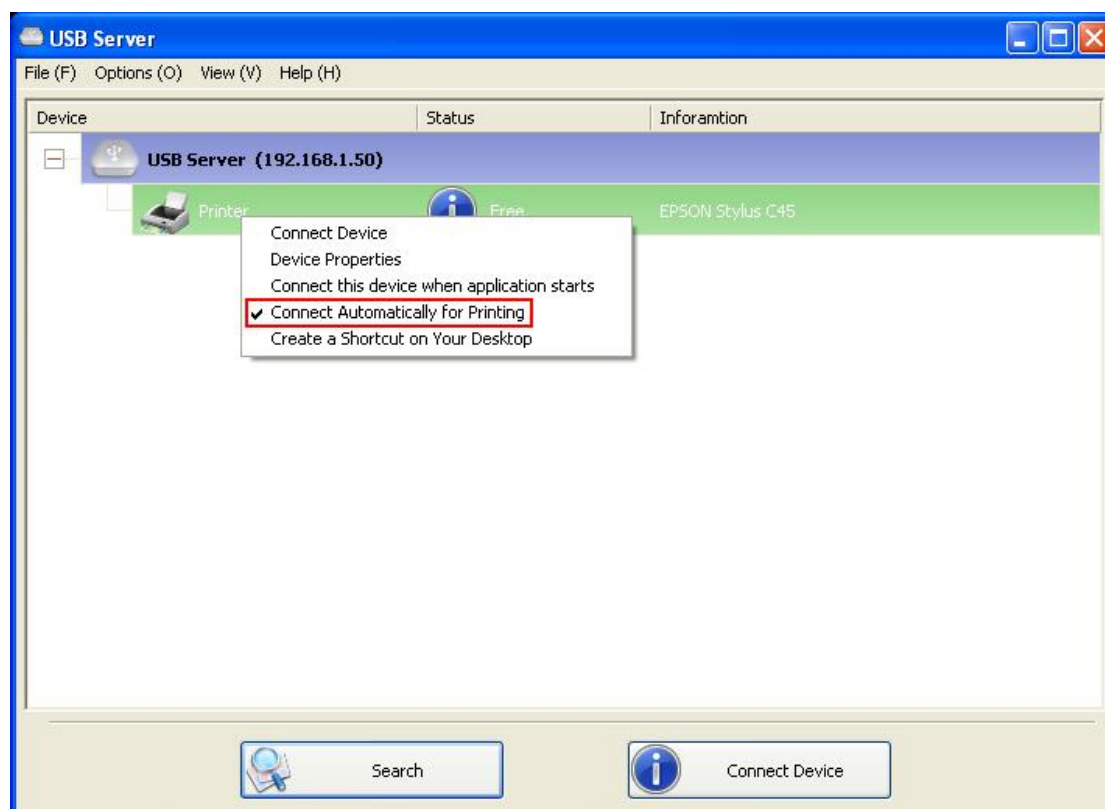 USB Server
File (F) Options (O) View (V) Help (H)
Device Status Inforamtion
USB Server (192.168.1.50)
Printer Free EPSON Stylus C45
Connect Device
Device Properties
Connect this device when application starts
Connect Automatically for Printing
Create a Shortcut on Your Desktop
Search Connect Device